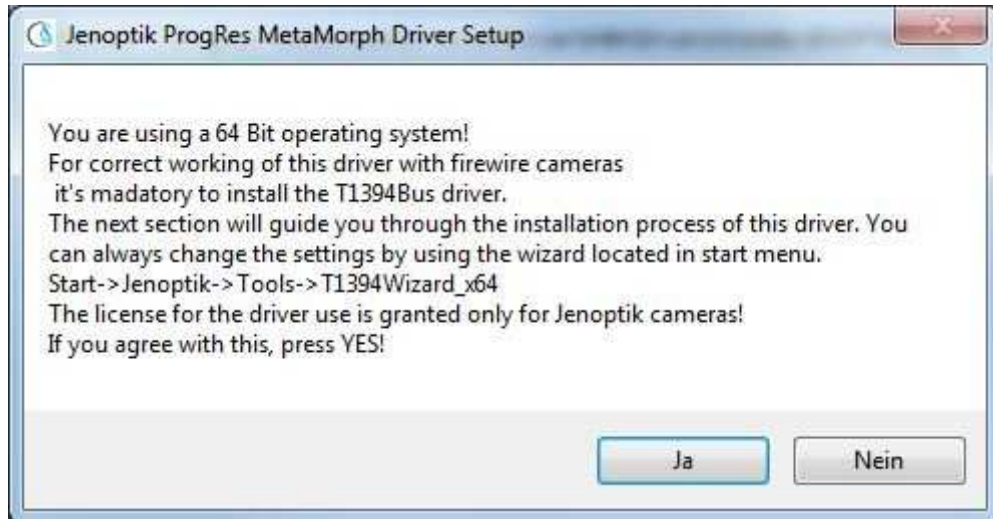 Jenoptik ProgRes MetaMorph Driver Setup
You are using a 64 Bit operating system!
For correct working of this driver with firewire cameras
it's madatory to install the T1394Bus driver.
The next section will guide you through the installation process of this driver. You
can always change the settings by using the wizard located in start menu.
Start->Jenoptik->Tools->T1394Wizard_x64
The license for the driver use is granted only for Jenoptik cameras!
If you agree with this, press YES!
Ja
Nein